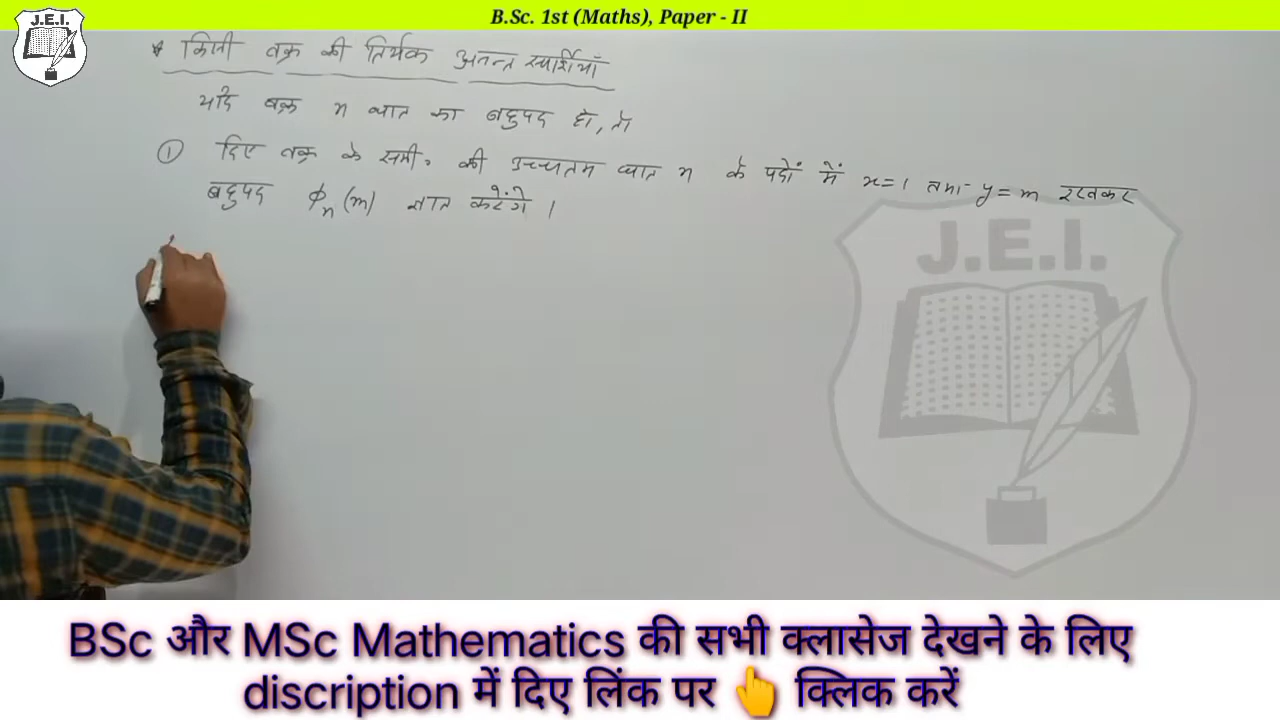 B.Sc. 1st (Maths), Paper - II
J.E.I.
* किसी वक्र की तिर्यक अनन्त स्पर्शियाँ
यदि वक्र n घात का बहुपद हो, तो
① दिए वक्र के समी० की उच्चतम घात n के पदों में x=1 तथा y=m रखकर
बहुपद ϕₙ(m) ज्ञात करेंगे ।
J.E.I.
BSc और MSc Mathematics की सभी क्लासेज देखने के लिए
discription में दिए लिंक पर 👆 क्लिक करें